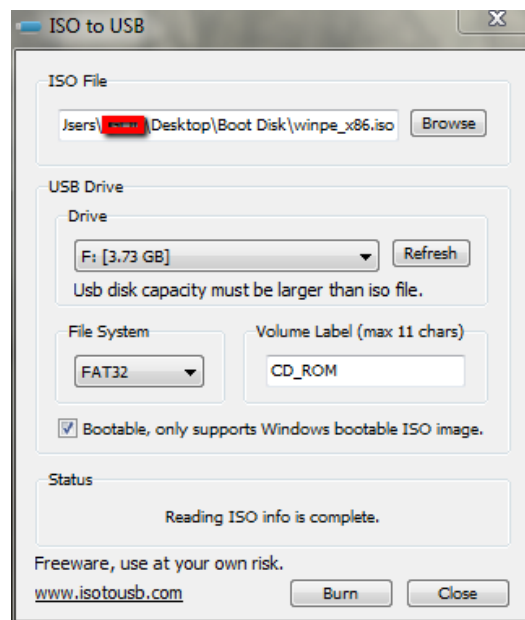 ISO to USB
ISO File
Jsers\ \Desktop\Boot Disk\winpe_x86.iso
Browse
USB Drive
Drive
F: [3.73 GB]
Refresh
Usb disk capacity must be larger than iso file.
File System
Volume Label (max 11 chars)
FAT32
CD_ROM
Bootable, only supports Windows bootable ISO image.
Status
Reading ISO info is complete.
Freeware, use at your own risk.
www.isotousb.com
Burn
Close